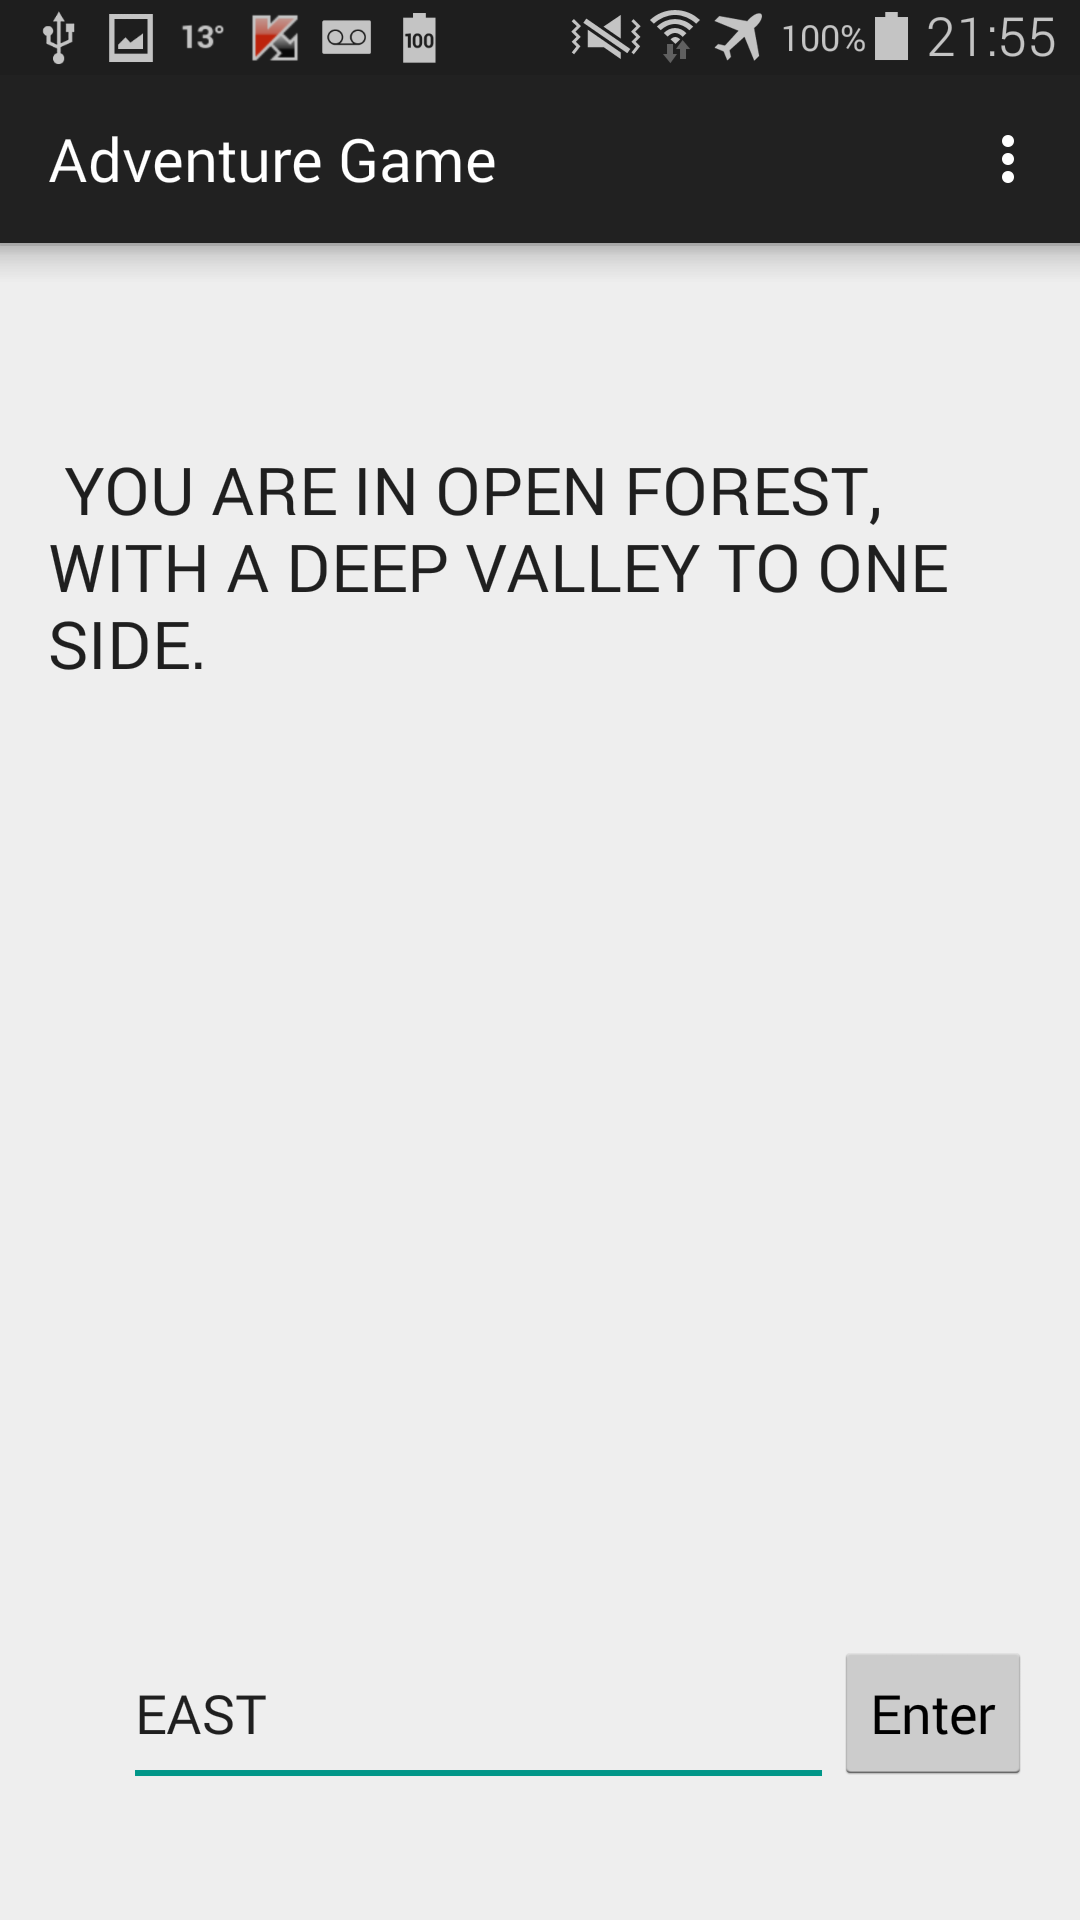 13° 100 100% 21:55
Adventure Game
YOU ARE IN OPEN FOREST,
WITH A DEEP VALLEY TO ONE
SIDE.
EAST Enter